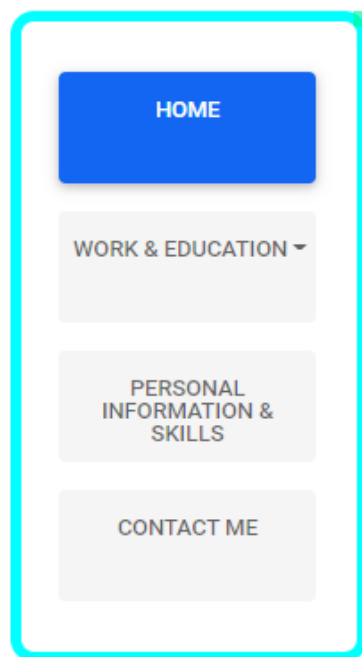 HOME
WORK & EDUCATION
PERSONAL
INFORMATION &
SKILLS
CONTACT ME